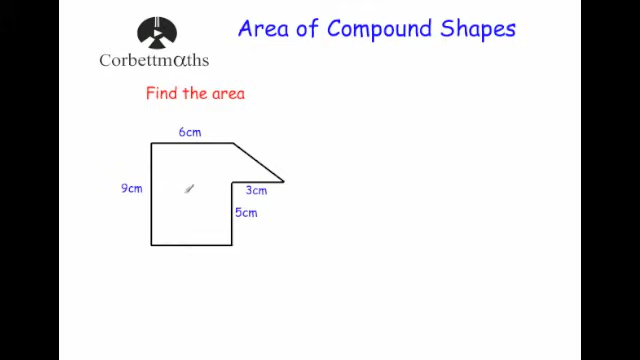 Area of Compound Shapes
Corbettmαths
Find the area
6cm
9cm
3cm
5cm